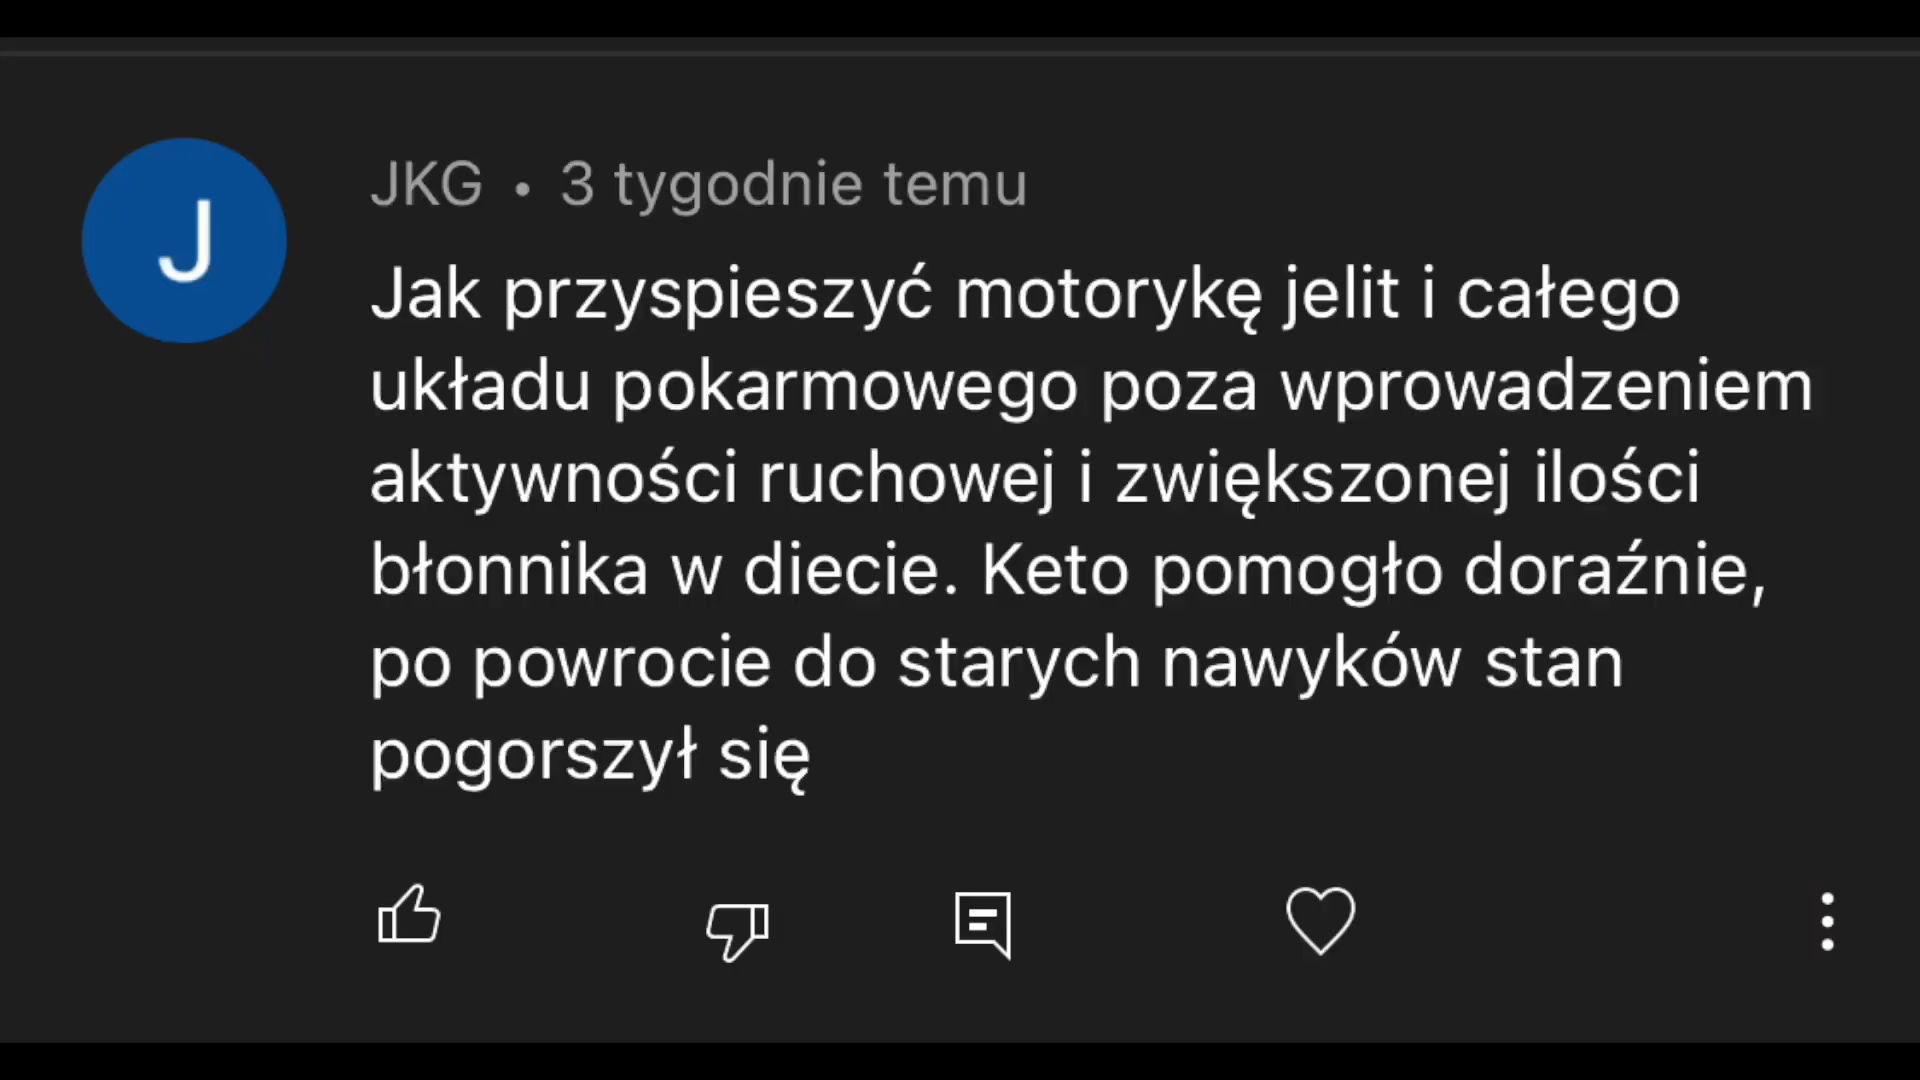 J
JKG • 3 tygodnie temu
Jak przyspieszyć motorykę jelit i całego
układu pokarmowego poza wprowadzeniem
aktywności ruchowej i zwiększonej ilości
błonnika w diecie. Keto pomogło doraźnie,
po powrocie do starych nawyków stan
pogorszył się